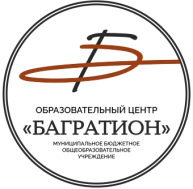 ОБРАЗОВАТЕЛЬНЫЙ ЦЕНТР
«БАГРАТИОН»
МУНИЦИПАЛЬНОЕ БЮДЖЕТНОЕ
ОБЩЕОБРАЗОВАТЕЛЬНОЕ
УЧРЕЖДЕНИЕ